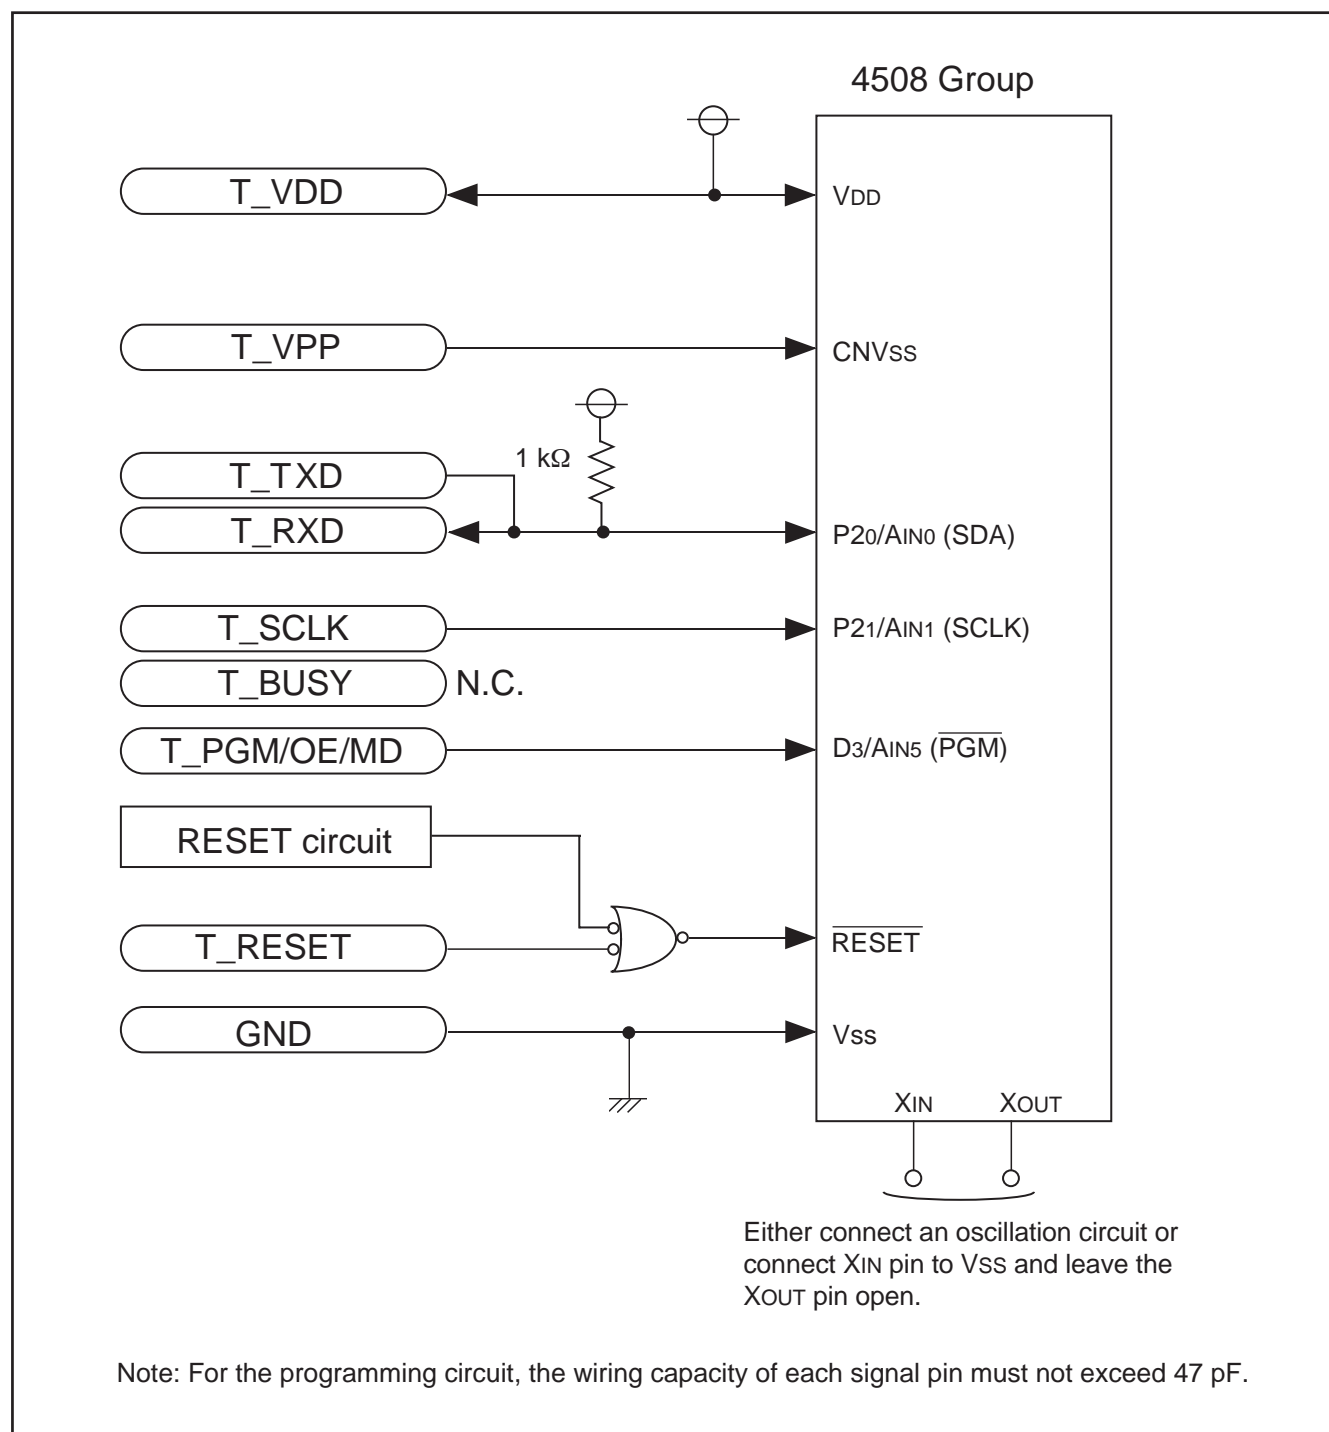 4508 Group
T_VDD
VDD
T_VPP
CNVSS
1 kΩ
T_TXD
T_RXD
P20/AIN0 (SDA)
T_SCLK
P21/AIN1 (SCLK)
T_BUSY
N.C.
T_PGM/OE/MD
D3/AIN5 (P̅G̅M̅)
RESET circuit
T_RESET
R̅E̅S̅E̅T̅
GND
VSS
XIN
XOUT
Either connect an oscillation circuit or
connect XIN pin to VSS and leave the
XOUT pin open.
Note: For the programming circuit, the wiring capacity of each signal pin must not exceed 47 pF.